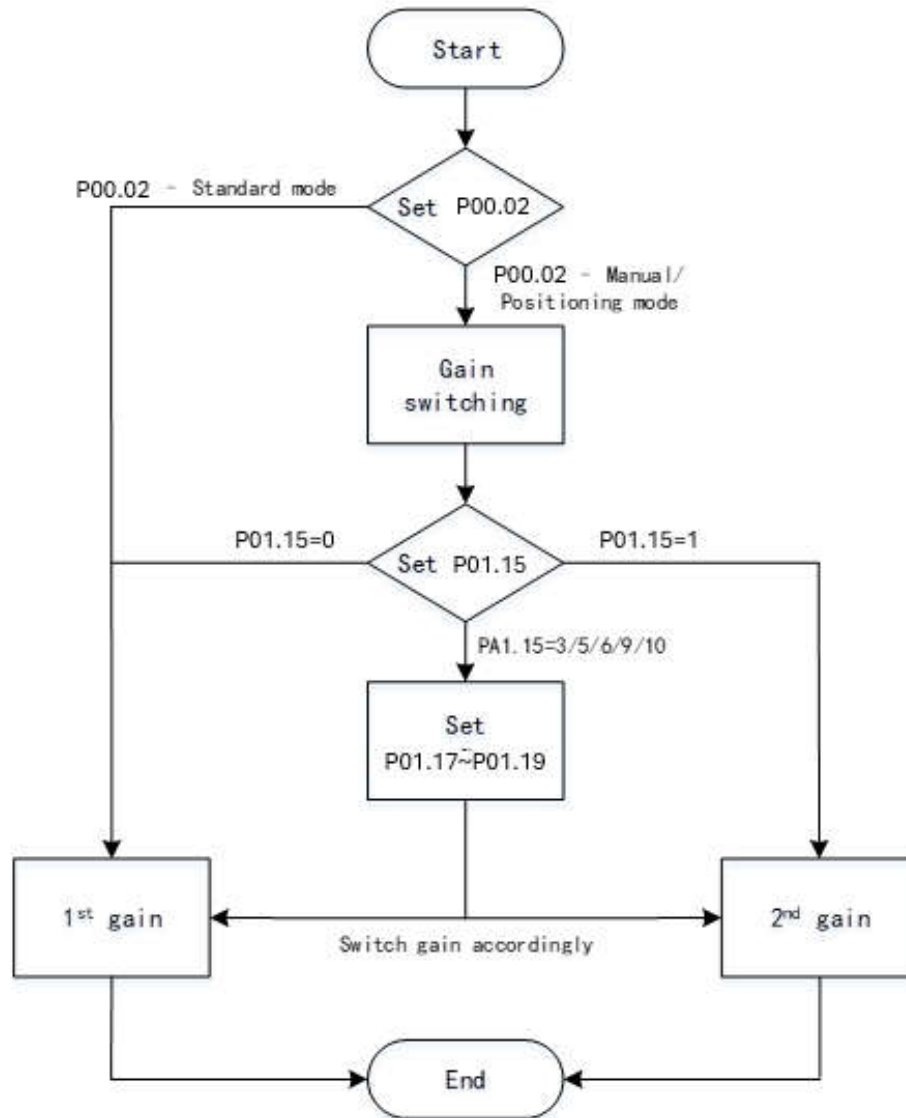 Start
P00.02 - Standard mode
Set P00.02
P00.02 - Manual/
Positioning mode
Gain
switching
P01.15=0
Set P01.15
P01.15=1
PA1.15=3/5/6/9/10
Set
P01.17~P01.19
1st gain
2nd gain
Switch gain accordingly
End